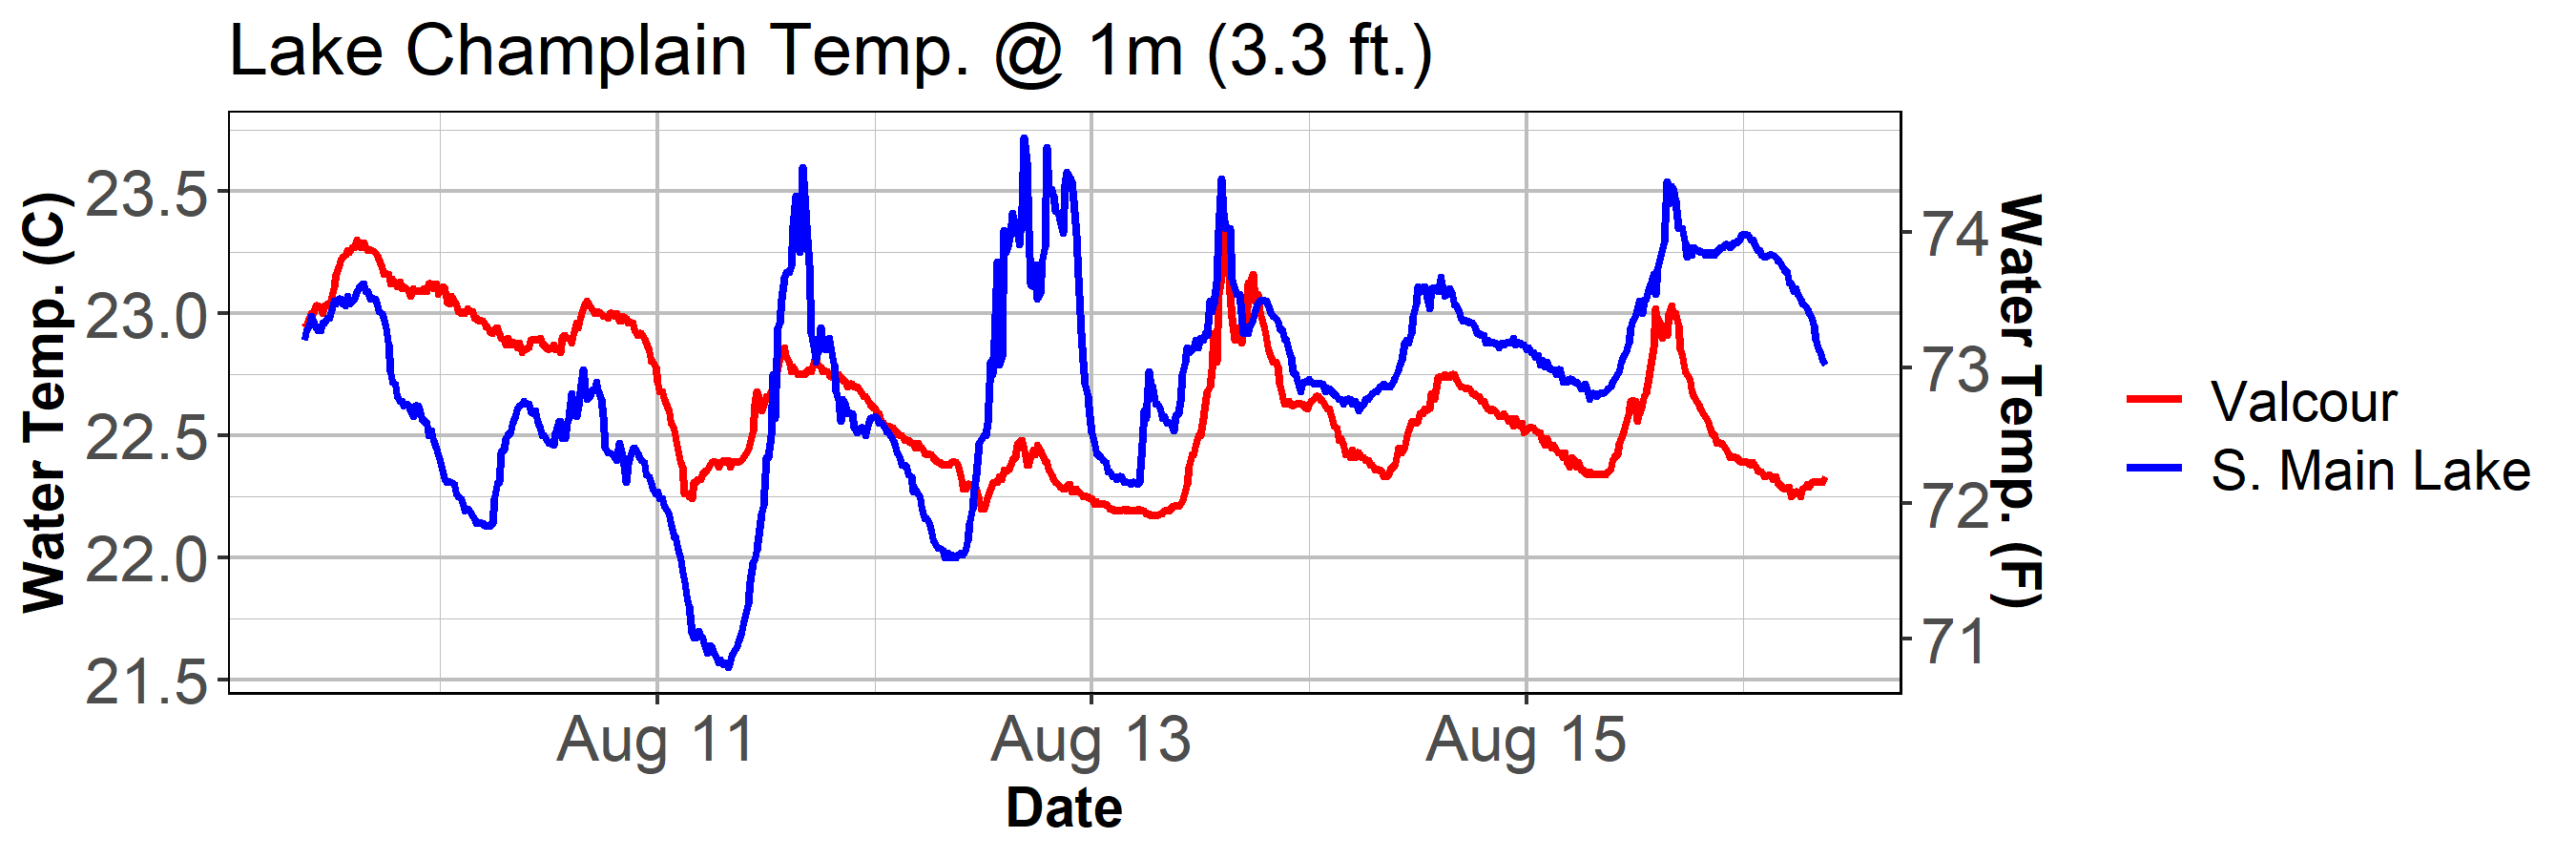 Lake Champlain Temp. @ 1m (3.3 ft.)
Water Temp. (C)
23.5
23.0
22.5
22.0
21.5
74
73
72
71
Water Temp. (F)
Aug 11
Aug 13
Aug 15
Date
Valcour
S. Main Lake